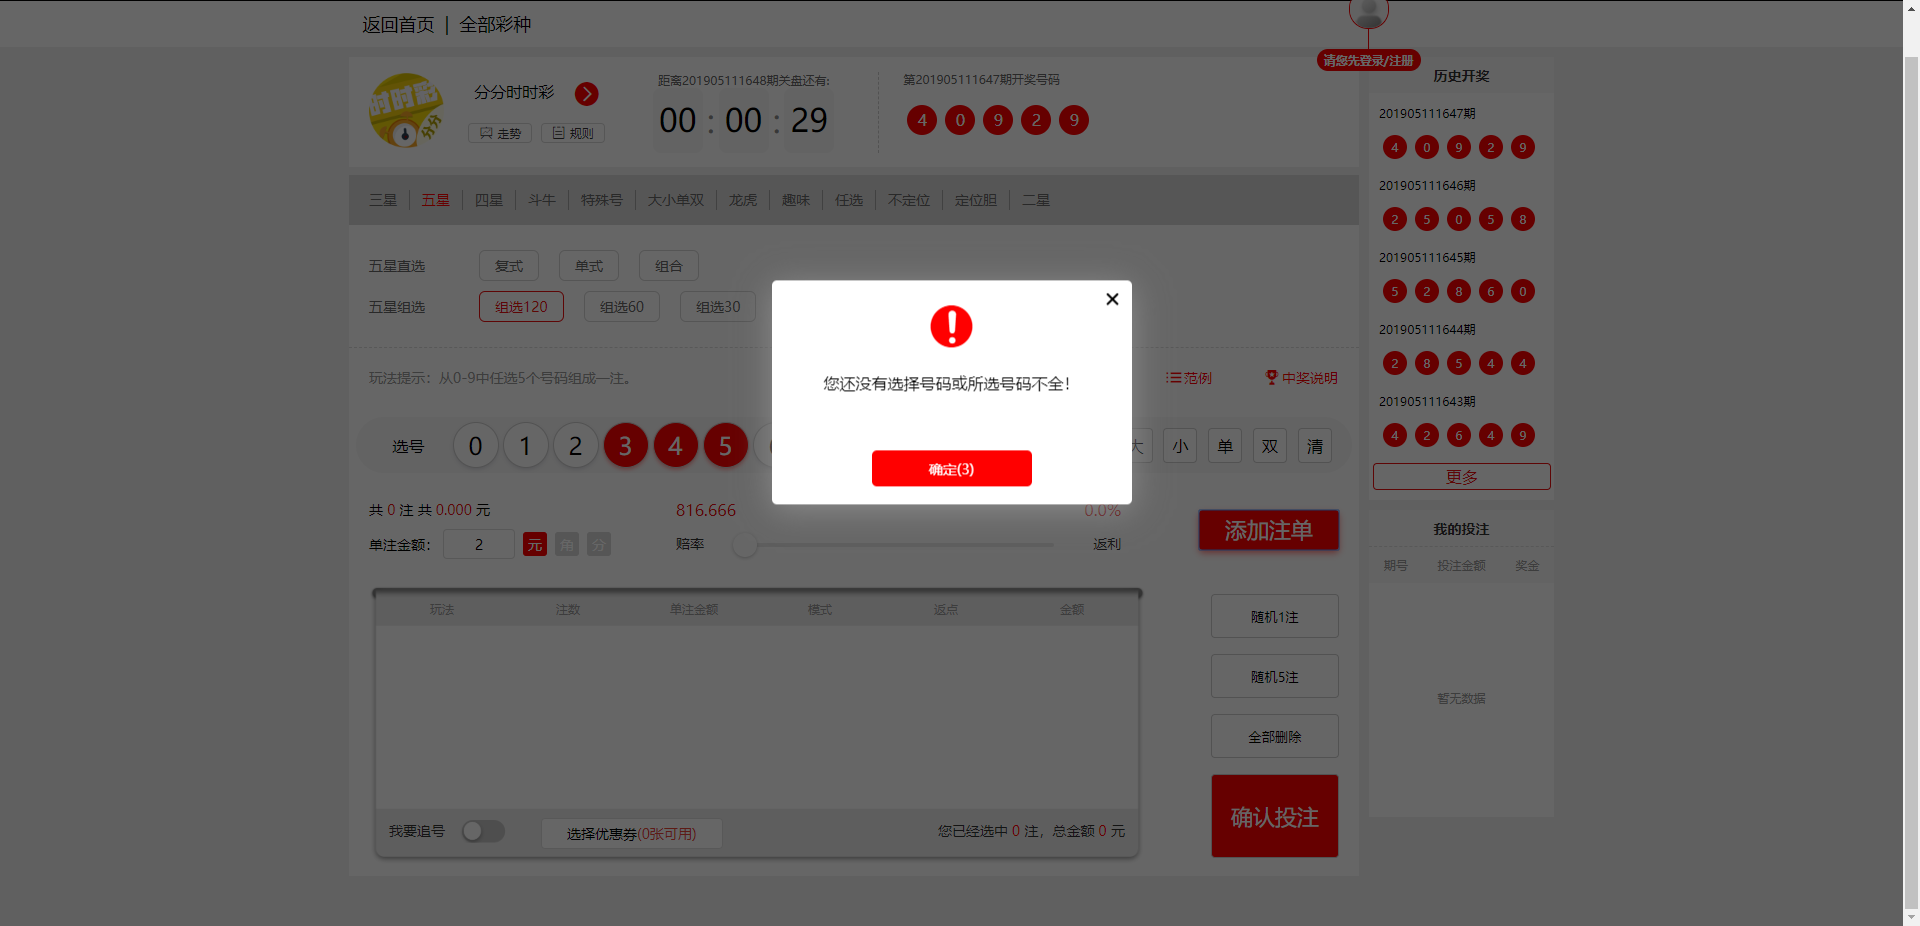 返回首页 | 全部彩种
请您先登录/注册
时时彩
分分
分分时时彩
走势
规则
距离201905111648期关盘还有:
00 : 00 : 29
第201905111647期开奖号码
4 0 9 2 9
三星 五星 四星 斗牛 特殊号 大小单双 龙虎 趣味 任选 不定位 定位胆 二星
五星直选 复式 单式 组合
五星组选 组选120 组选60 组选30
玩法提示：从0-9中任选5个号码组成一注。
范例
中奖说明
选号 0 1 2 3 4 5
大 小 单 双 清
您还没有选择号码或所选号码不全！
确定(3)
共 0 注 共 0.000 元
816.666
0.0%
单注金额： 2 元 角 分
赔率
返利
添加注单
玩法 注数 单注金额 模式 返点 金额
随机1注
随机5注
全部删除
确认投注
我要追号
选择优惠券(0张可用)
您已经选中 0 注，总金额 0 元
历史开奖
201905111647期
4 0 9 2 9
201905111646期
2 5 0 5 8
201905111645期
5 2 8 6 0
201905111644期
2 8 5 4 4
201905111643期
4 2 6 4 9
更多
我的投注
期号 投注金额 奖金
暂无数据